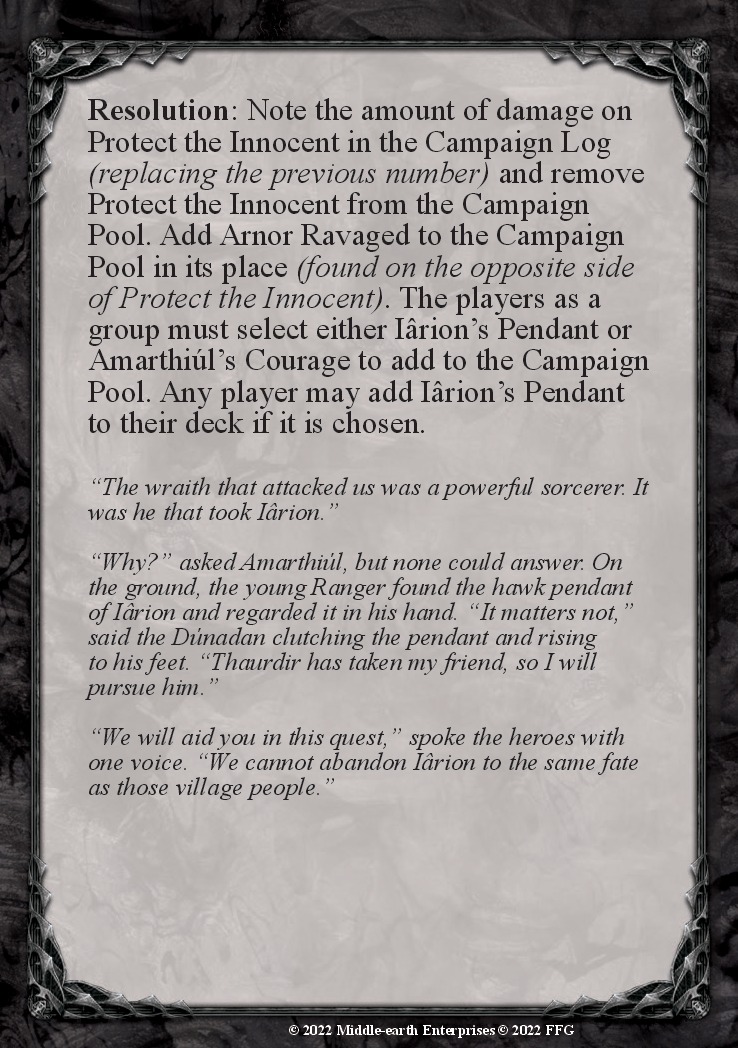 Resolution: Note the amount of damage on
Protect the Innocent in the Campaign Log
(replacing the previous number) and remove
Protect the Innocent from the Campaign
Pool. Add Arnor Ravaged to the Campaign
Pool in its place (found on the opposite side
of Protect the Innocent). The players as a
group must select either Iârion’s Pendant or
Amarthiúl’s Courage to add to the Campaign
Pool. Any player may add Iârion’s Pendant
to their deck if it is chosen.
“The wraith that attacked us was a powerful sorcerer. It
was he that took Iârion.”
“Why?” asked Amarthiúl, but none could answer. On
the ground, the young Ranger found the hawk pendant
of Iârion and regarded it in his hand. “It matters not,”
said the Dúnadan clutching the pendant and rising
to his feet. “Thaurdir has taken my friend, so I will
pursue him.”
“We will aid you in this quest,” spoke the heroes with
one voice. “We cannot abandon Iârion to the same fate
as those village people.”
© 2022 Middle-earth Enterprises © 2022 FFG